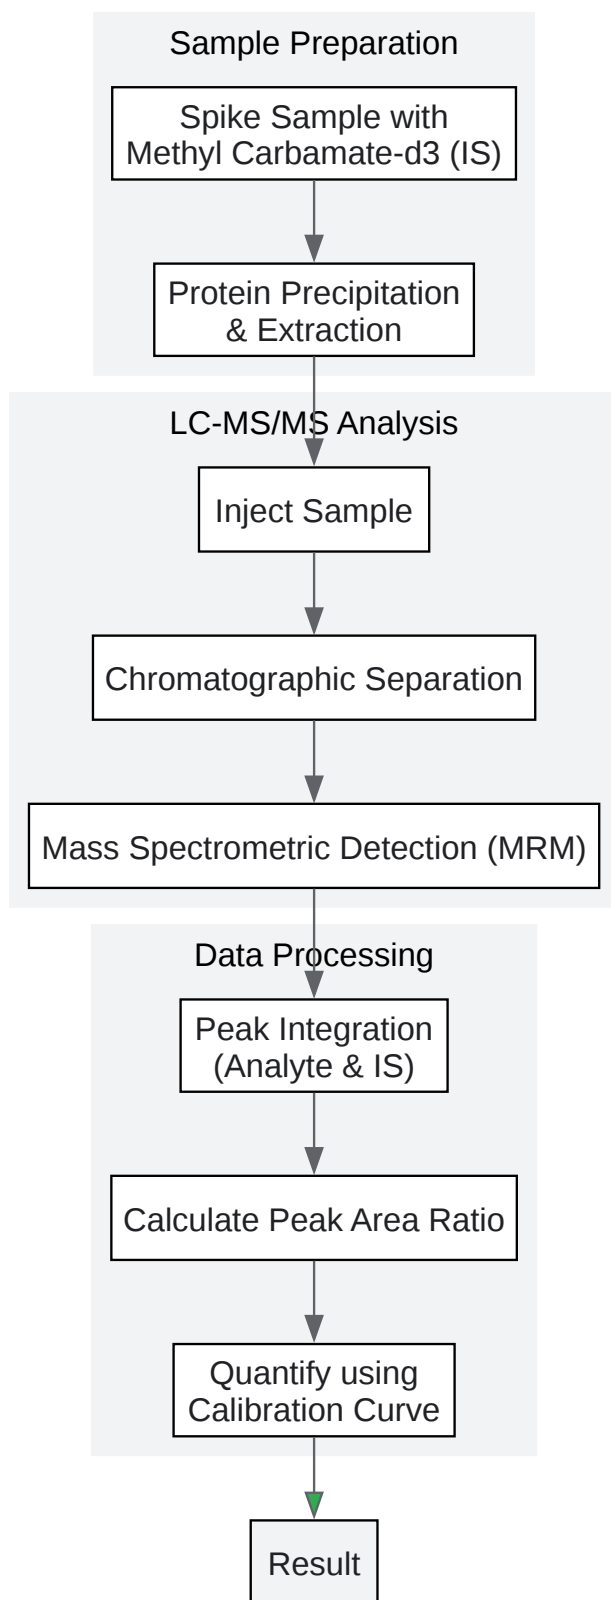 Sample Preparation
Spike Sample with
Methyl Carbamate-d3 (IS)
Protein Precipitation
& Extraction
LC-MS/MS Analysis
Inject Sample
Chromatographic Separation
Mass Spectrometric Detection (MRM)
Data Processing
Peak Integration
(Analyte & IS)
Calculate Peak Area Ratio
Quantify using
Calibration Curve
Result